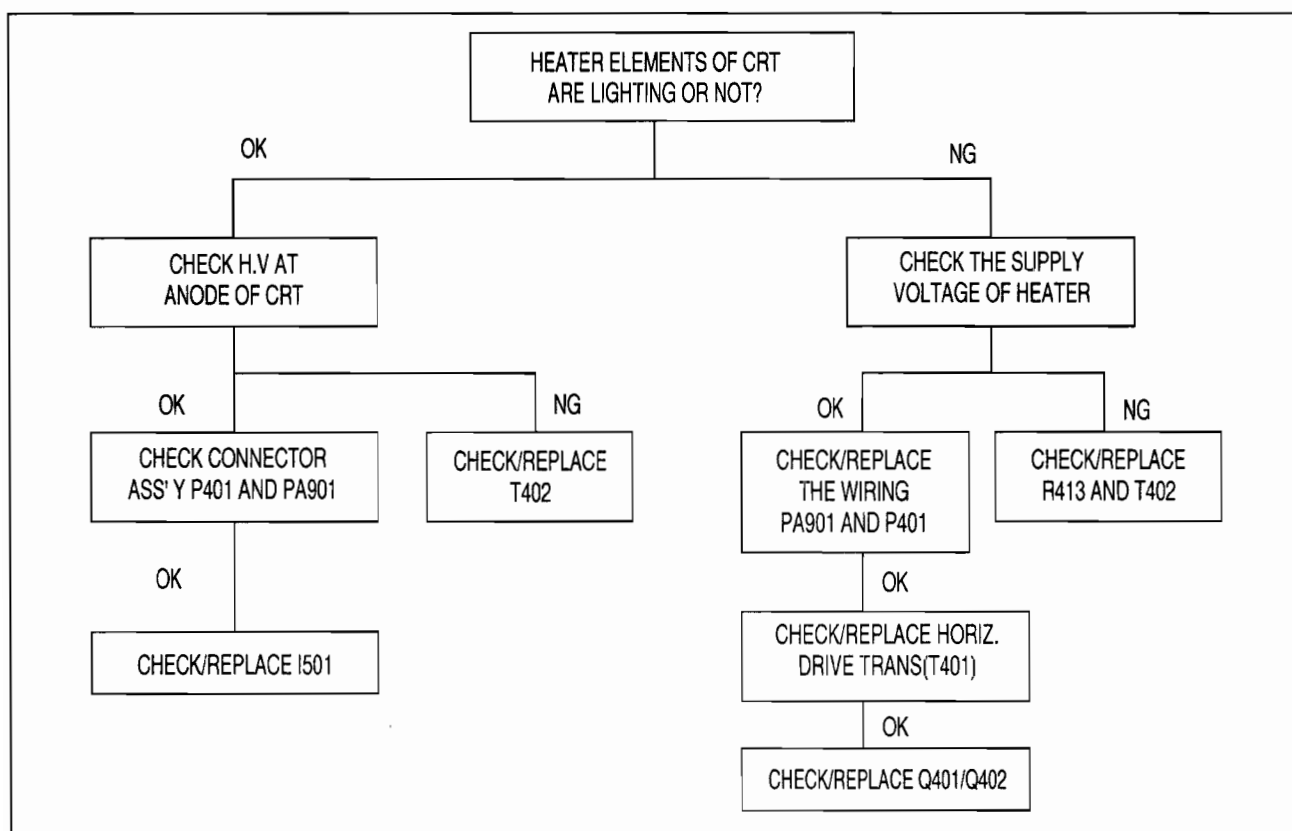 HEATER ELEMENTS OF CRT
ARE LIGHTING OR NOT?
OK
NG
CHECK H.V AT
ANODE OF CRT
CHECK THE SUPPLY
VOLTAGE OF HEATER
OK
NG
OK
NG
CHECK CONNECTOR
ASS' Y P401 AND PA901
CHECK/REPLACE
T402
CHECK/REPLACE
THE WIRING
PA901 AND P401
CHECK/REPLACE
R413 AND T402
OK
OK
CHECK/REPLACE I501
CHECK/REPLACE HORIZ.
DRIVE TRANS(T401)
OK
CHECK/REPLACE Q401/Q402